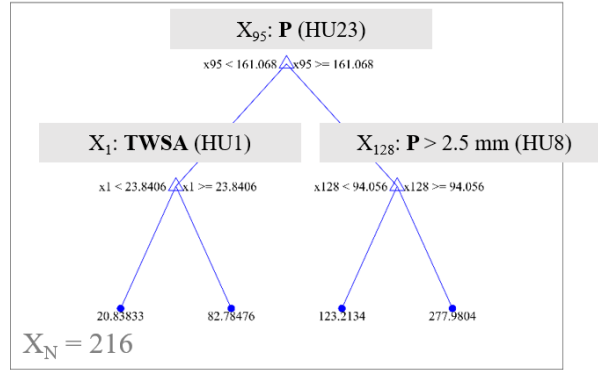 X₉₅: P (HU23)
x95 < 161.068 x95 >= 161.068
X₁: TWSA (HU1) X₁₂₈: P > 2.5 mm (HU8)
x1 < 23.8406 x1 >= 23.8406 x128 < 94.056 x128 >= 94.056
20.83833 82.78476 123.2134 277.9804
X_N = 216